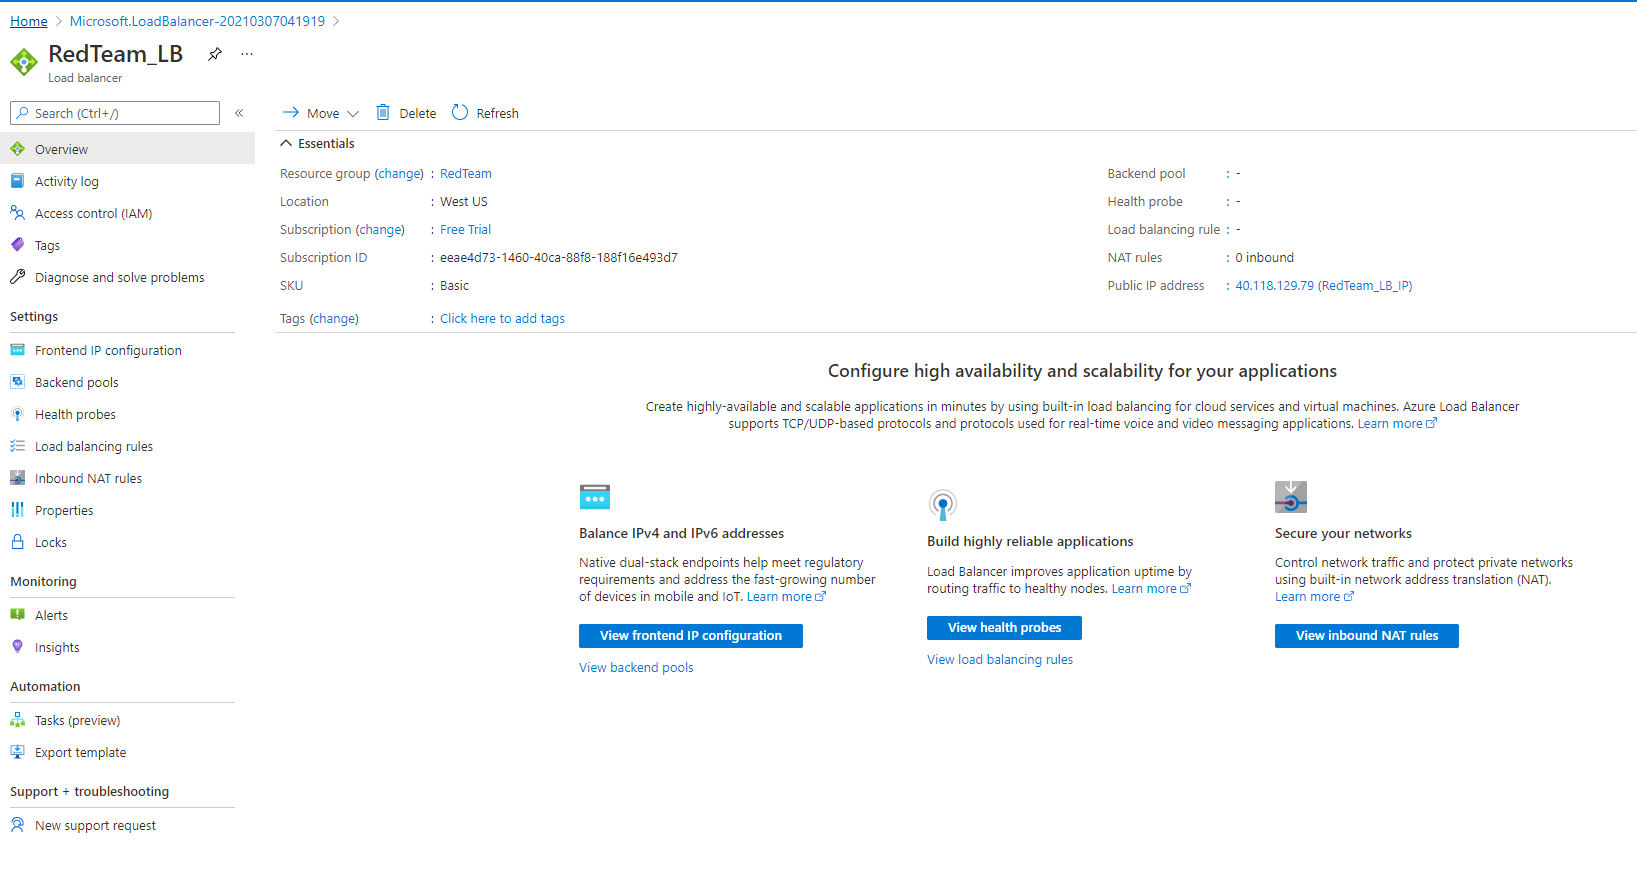 Home > Microsoft.LoadBalancer-20210307041919 >
RedTeam_LB
Load balancer
Search (Ctrl+/)
«
Overview
Activity log
Access control (IAM)
Tags
Diagnose and solve problems
Settings
Frontend IP configuration
Backend pools
Health probes
Load balancing rules
Inbound NAT rules
Properties
Locks
Monitoring
Alerts
Insights
Automation
Tasks (preview)
Export template
Support + troubleshooting
New support request
Move Delete Refresh
Essentials
Resource group (change) : RedTeam
Location : West US
Subscription (change) : Free Trial
Subscription ID : eeae4d73-1460-40ca-88f8-188f16e493d7
SKU : Basic
Tags (change) : Click here to add tags
Backend pool : -
Health probe : -
Load balancing rule : -
NAT rules : 0 inbound
Public IP address : 40.118.129.79 (RedTeam_LB_IP)
Configure high availability and scalability for your applications
Create highly-available and scalable applications in minutes by using built-in load balancing for cloud services and virtual machines. Azure Load Balancer
supports TCP/UDP-based protocols and protocols used for real-time voice and video messaging applications. Learn more
Balance IPv4 and IPv6 addresses
Native dual-stack endpoints help meet regulatory
requirements and address the fast-growing number
of devices in mobile and IoT. Learn more
View frontend IP configuration
View backend pools
Build highly reliable applications
Load Balancer improves application uptime by
routing traffic to healthy nodes. Learn more
View health probes
View load balancing rules
Secure your networks
Control network traffic and protect private networks
using built-in network address translation (NAT).
Learn more
View inbound NAT rules